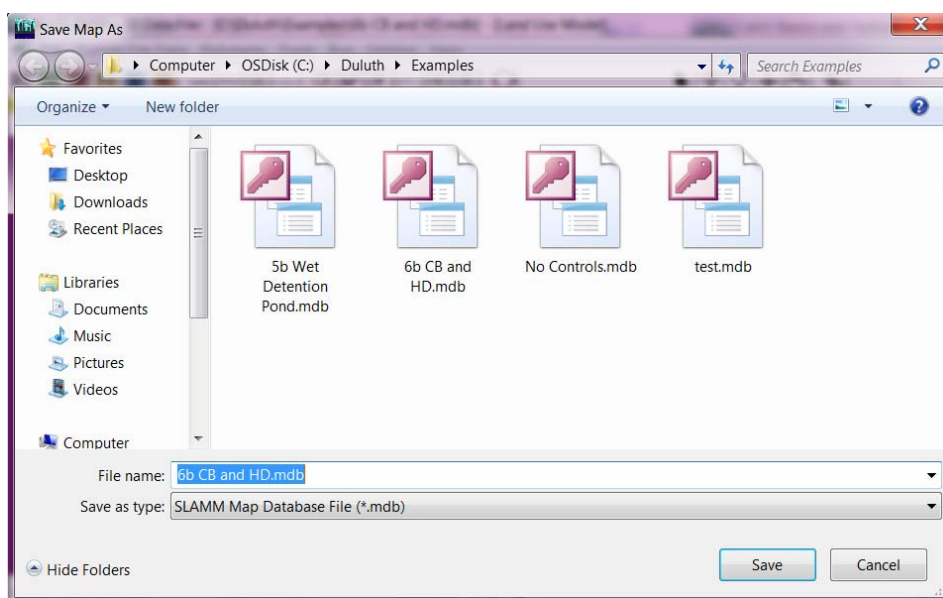 Save Map As
Computer ▸ OSDisk (C:) ▸ Duluth ▸ Examples
Search Examples
Organize
New folder
Favorites
Desktop
Downloads
Recent Places
Libraries
Documents
Music
Pictures
Videos
Computer
5b Wet
Detention
Pond.mdb
6b CB and
HD.mdb
No Controls.mdb
test.mdb
File name: 6b CB and HD.mdb
Save as type: SLAMM Map Database File (*.mdb)
Hide Folders
Save
Cancel